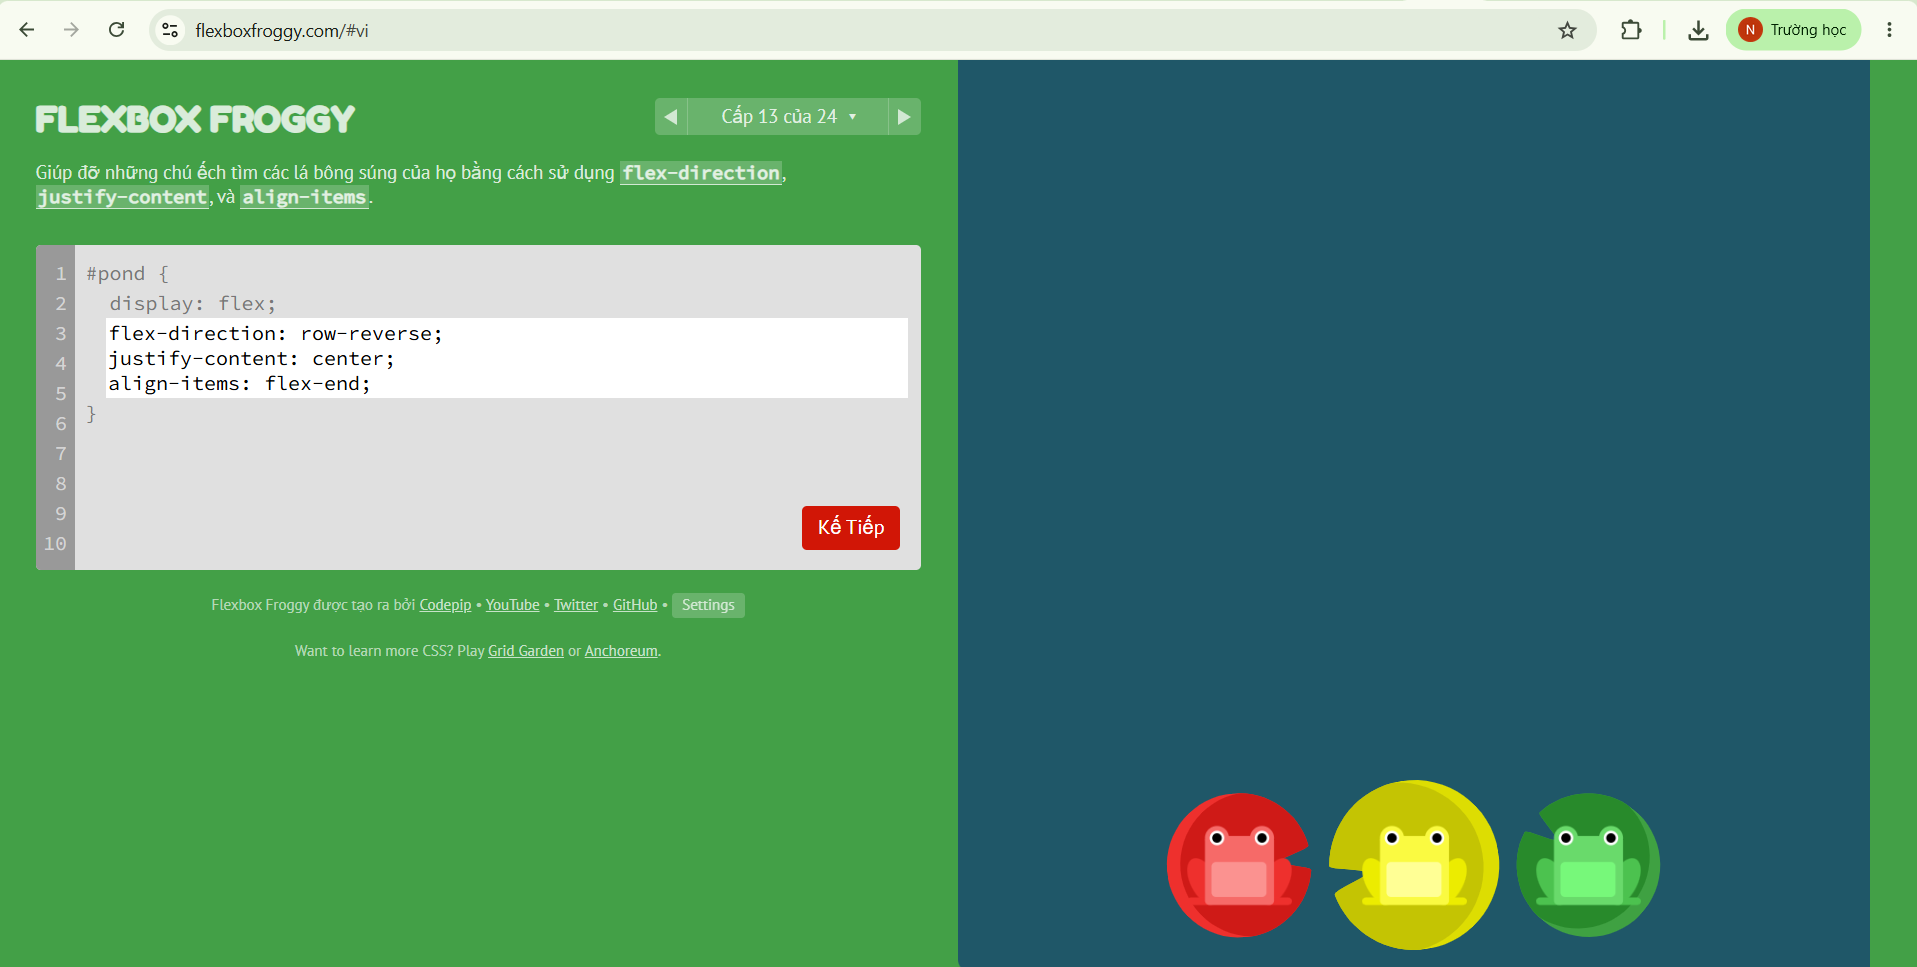 flexboxfroggy.com/#vi
N Trường học
FLEXBOX FROGGY
◀ Cấp 13 của 24 ▼ ▶
Giúp đỡ những chú ếch tìm các lá bông súng của họ bằng cách sử dụng flex-direction,
justify-content, và align-items.
1 #pond {
2 display: flex;
3 flex-direction: row-reverse;
4 justify-content: center;
5 align-items: flex-end;
6 }
7
8
9
10
Kế Tiếp
Flexbox Froggy được tạo ra bởi Codepip • YouTube • Twitter • GitHub • Settings
Want to learn more CSS? Play Grid Garden or Anchoreum.